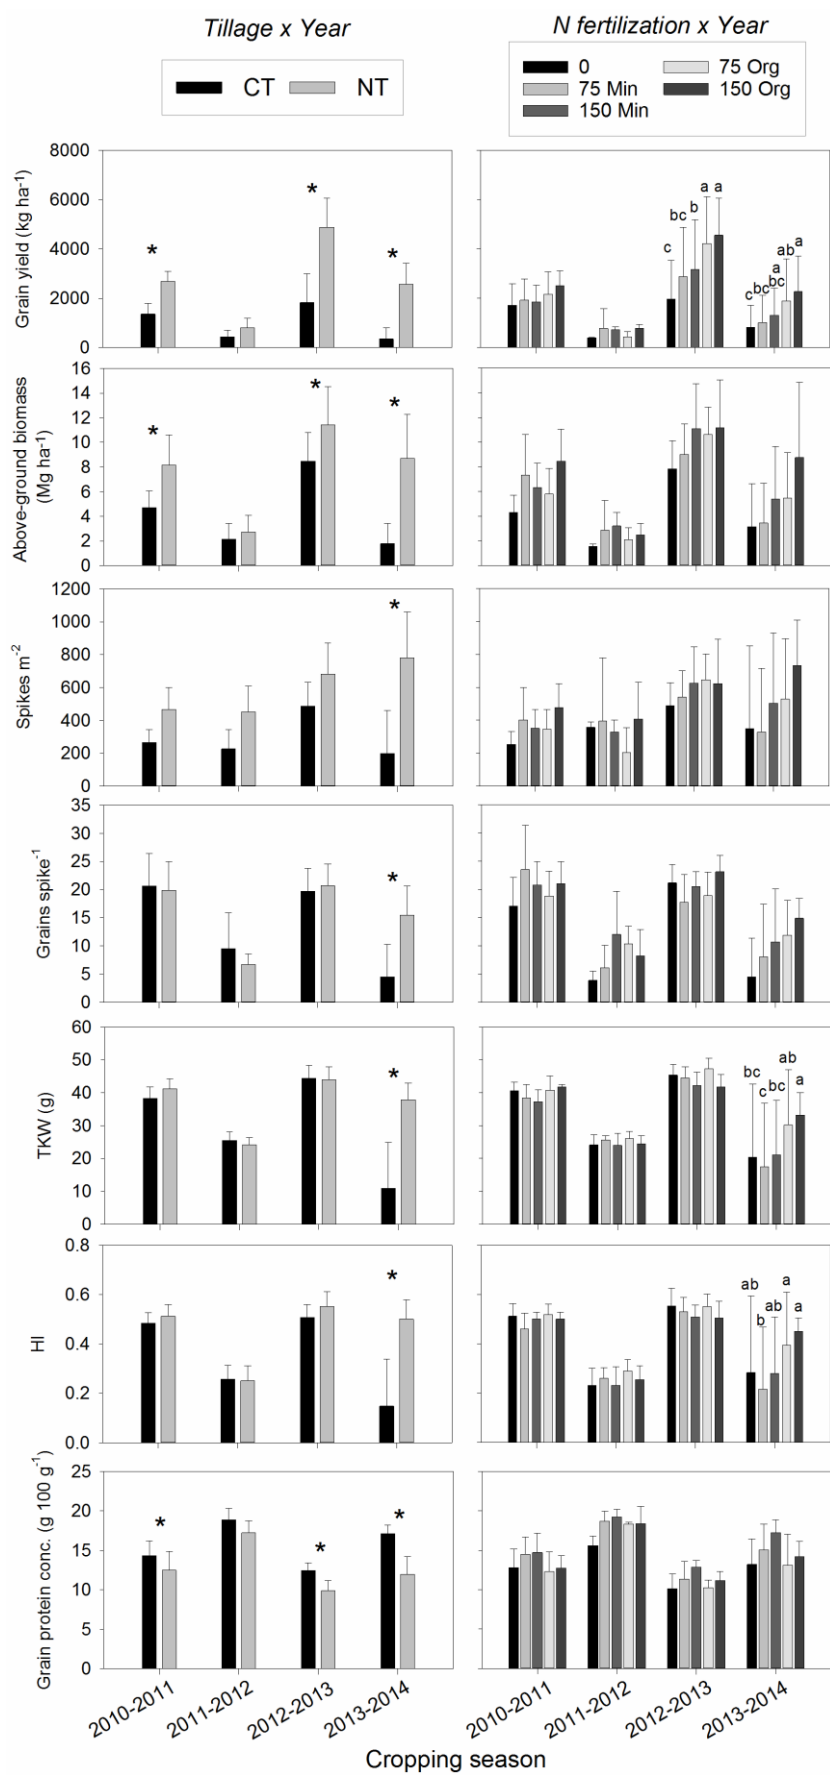 Tillage x Year
N fertilization x Year
CT NT
0 75 Org
75 Min 150 Org
150 Min
Grain yield (kg ha-1)
8000
6000
4000
2000
0
* * *
c bc b a a
c bc a bc ab a
Above-ground biomass
(Mg ha-1)
16
14
12
10
8
6
4
2
0
* * *
Spikes m-2
1200
1000
800
600
400
200
0
*
Grains spike-1
35
30
25
20
15
10
5
0
*
TKW (g)
60
50
40
30
20
10
0
*
bc c bc ab a
HI
0.8
0.6
0.4
0.2
0.0
*
ab b ab a a
Grain protein conc. (g 100 g-1)
25
20
15
10
5
0
* * *
2010-2011 2011-2012 2012-2013 2013-2014
2010-2011 2011-2012 2012-2013 2013-2014
Cropping season